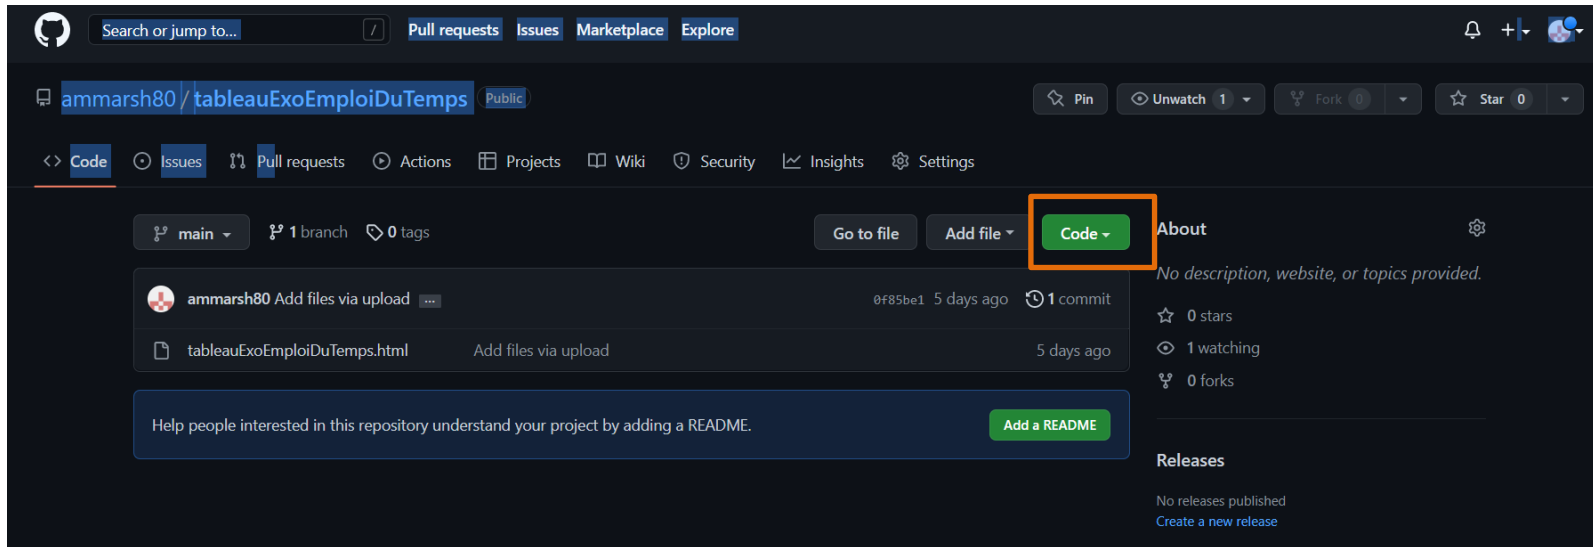 Search or jump to... / Pull requests Issues Marketplace Explore
ammarsh80 / tableauExoEmploiDuTemps Public Pin Unwatch 1 Fork 0 Star 0
<> Code Issues Pull requests Actions Projects Wiki Security Insights Settings
main 1 branch 0 tags Go to file Add file Code
ammarsh80 Add files via upload ... 0f85be1 5 days ago 1 commit
tableauExoEmploiDuTemps.html Add files via upload 5 days ago
Help people interested in this repository understand your project by adding a README. Add a README
About
No description, website, or topics provided.
0 stars
1 watching
0 forks
Releases
No releases published
Create a new release